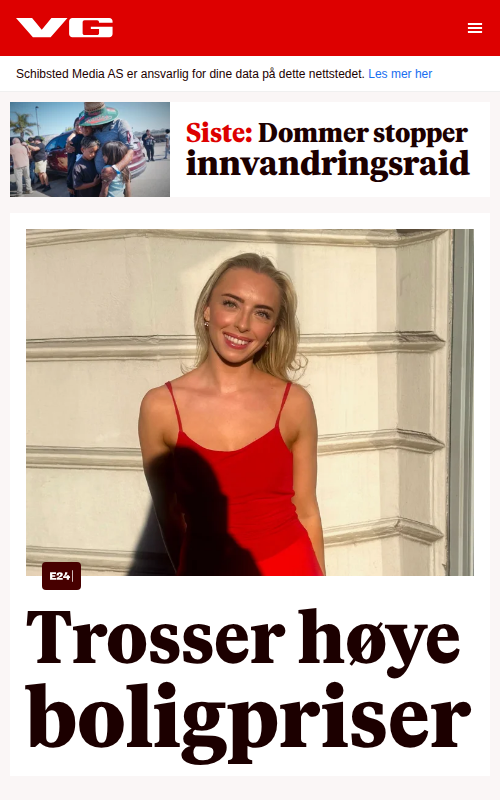 VG
Schibsted Media AS er ansvarlig for dine data på dette nettstedet. Les mer her
Siste: Dommer stopper
innvandringsraid
E24
Trosser høye
boligpriser